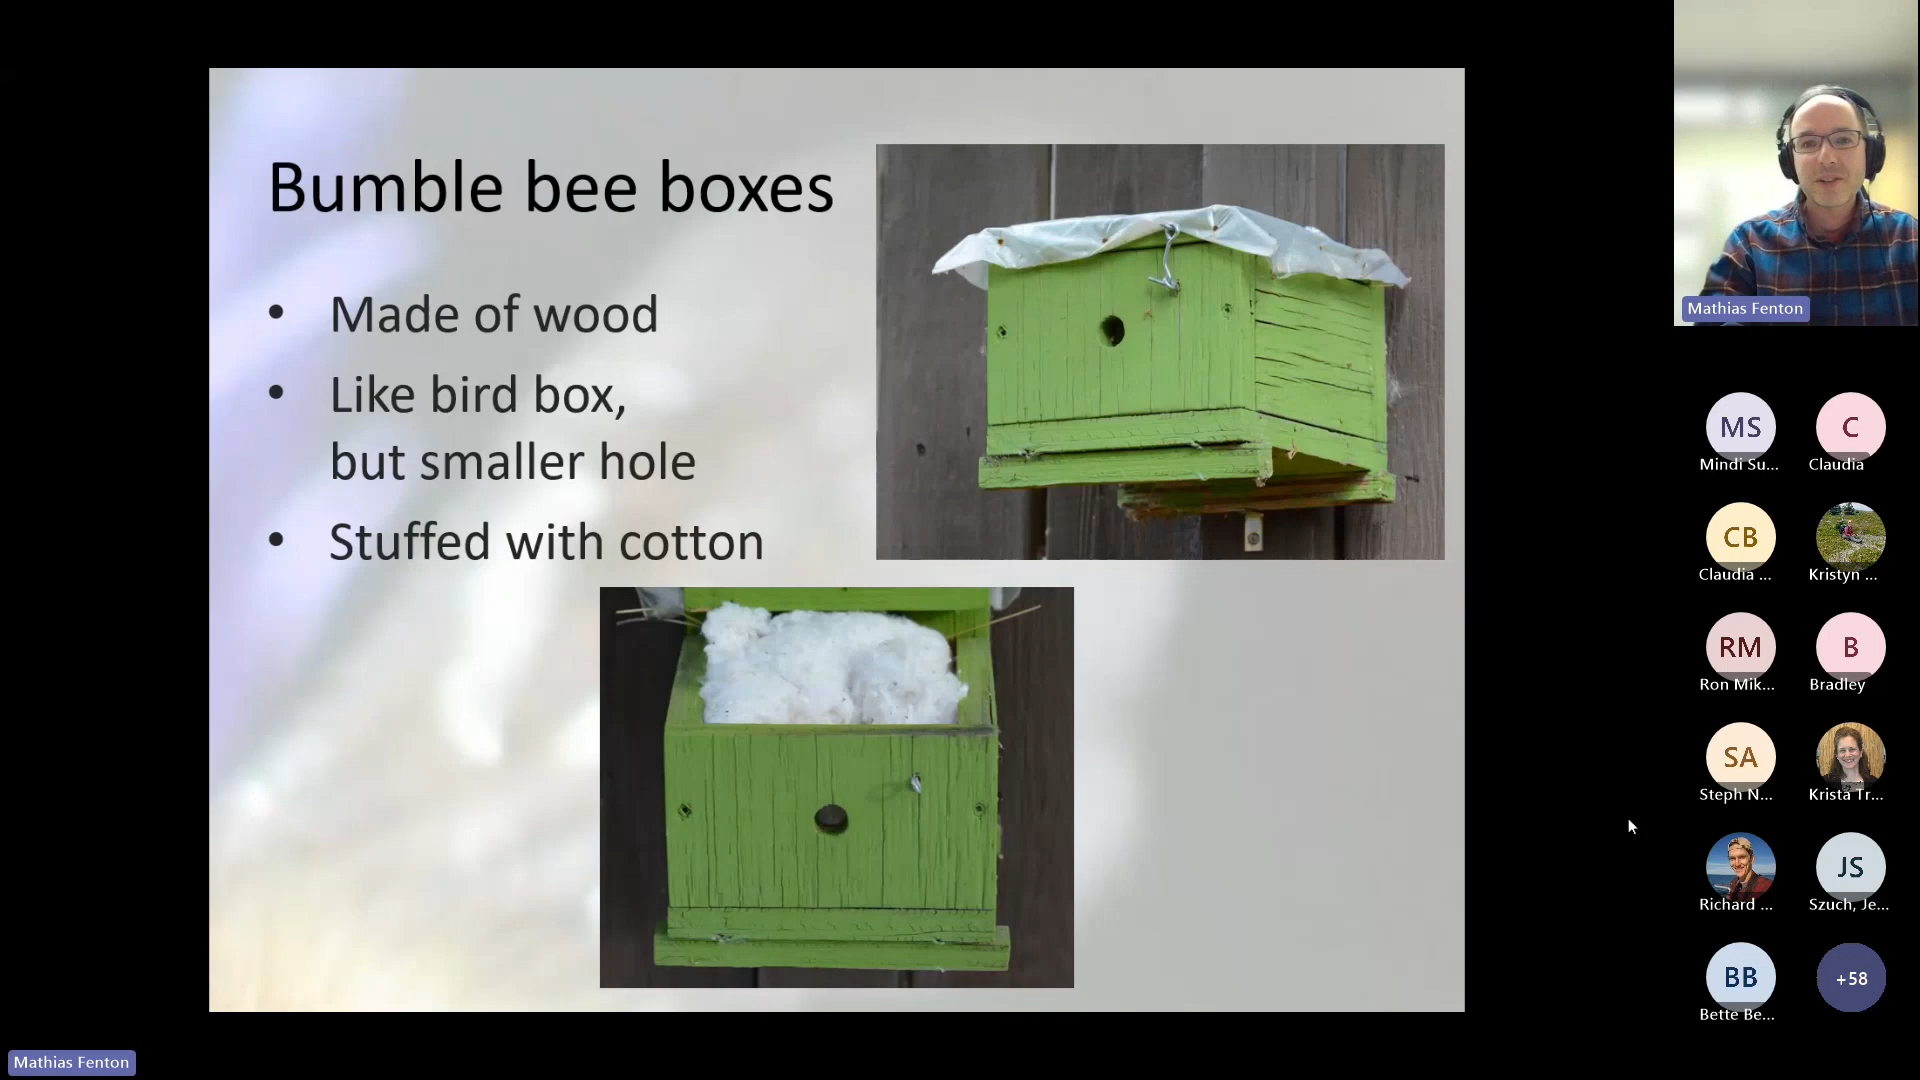 Bumble bee boxes
• Made of wood
• Like bird box,
but smaller hole
• Stuffed with cotton
Mathias Fenton
MS
Mindi Su...
C
Claudia
CB
Claudia ...
Kristyn ...
RM
Ron Mik...
B
Bradley
SA
Steph N...
Krista Tr...
Richard ...
JS
Szuch, Je...
BB
Bette Be...
+58
Mathias Fenton